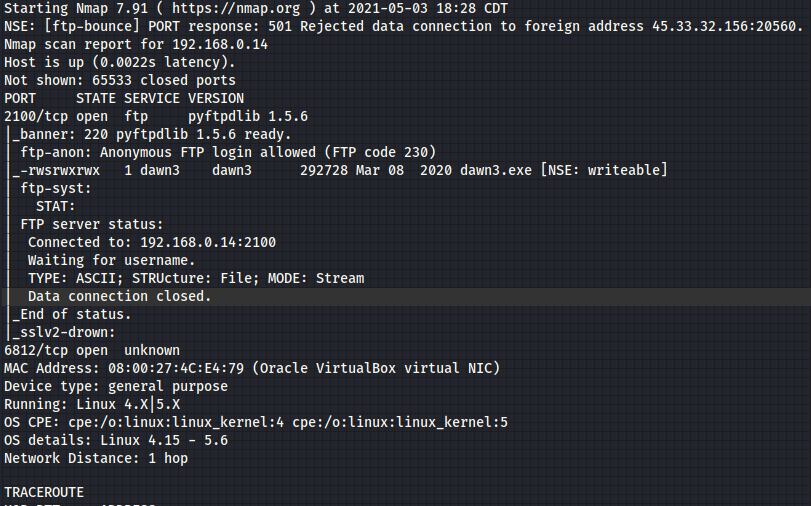 Starting Nmap 7.91 ( https://nmap.org ) at 2021-05-03 18:28 CDT
NSE: [ftp-bounce] PORT response: 501 Rejected data connection to foreign address 45.33.32.156:20560.
Nmap scan report for 192.168.0.14
Host is up (0.0022s latency).
Not shown: 65533 closed ports
PORT     STATE SERVICE VERSION
2100/tcp open  ftp     pyftpdlib 1.5.6
|_banner: 220 pyftpdlib 1.5.6 ready.
| ftp-anon: Anonymous FTP login allowed (FTP code 230)
|_-rwsrwxrwx   1 dawn3    dawn3      292728 Mar 08  2020 dawn3.exe [NSE: writeable]
| ftp-syst:
|   STAT:
| FTP server status:
|  Connected to: 192.168.0.14:2100
|  Waiting for username.
|  TYPE: ASCII; STRUcture: File; MODE: Stream
|  Data connection closed.
|_End of status.
|_sslv2-drown:
6812/tcp open  unknown
MAC Address: 08:00:27:4C:E4:79 (Oracle VirtualBox virtual NIC)
Device type: general purpose
Running: Linux 4.X|5.X
OS CPE: cpe:/o:linux:linux_kernel:4 cpe:/o:linux:linux_kernel:5
OS details: Linux 4.15 - 5.6
Network Distance: 1 hop
TRACEROUTE